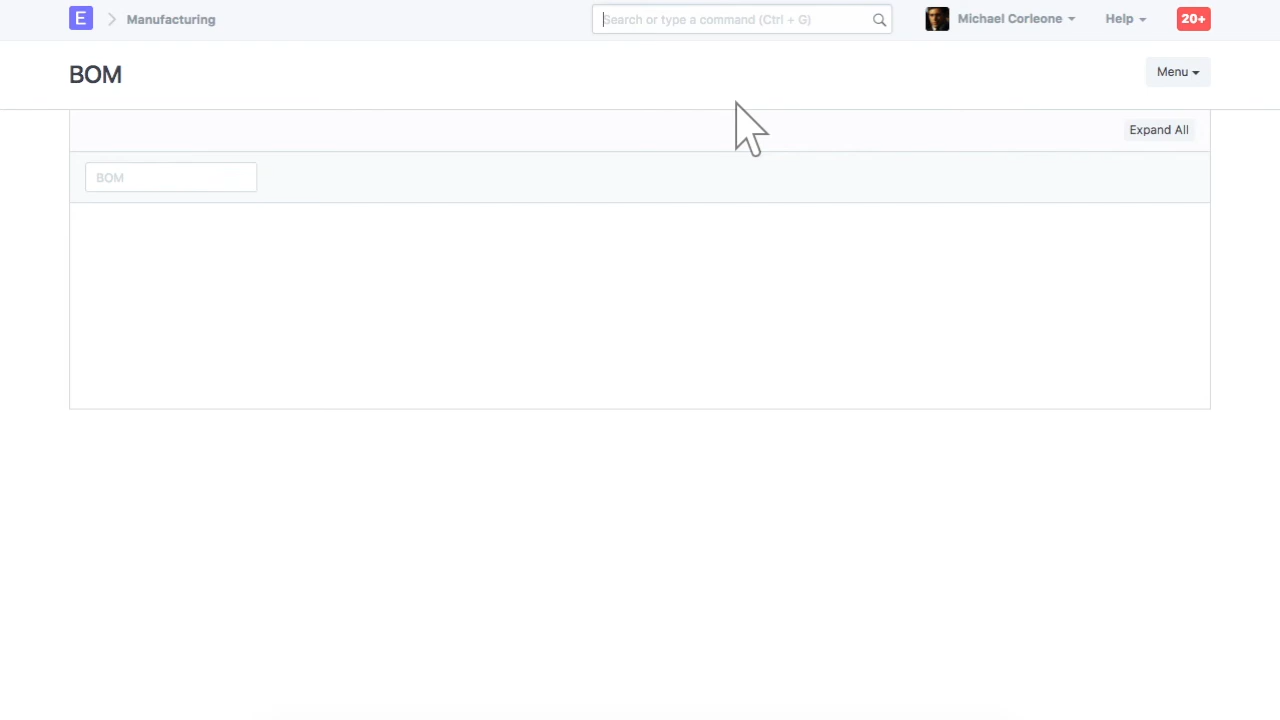 E
Manufacturing
Search or type a command (Ctrl + G)
Michael Corleone
Help
20+
BOM
Menu
Expand All
BOM